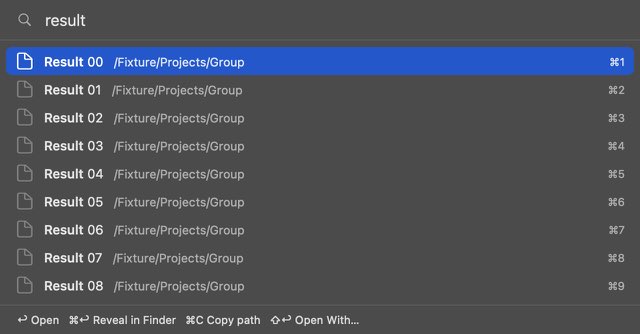 result
Result 00 /Fixture/Projects/Group ⌘1
Result 01 /Fixture/Projects/Group ⌘2
Result 02 /Fixture/Projects/Group ⌘3
Result 03 /Fixture/Projects/Group ⌘4
Result 04 /Fixture/Projects/Group ⌘5
Result 05 /Fixture/Projects/Group ⌘6
Result 06 /Fixture/Projects/Group ⌘7
Result 07 /Fixture/Projects/Group ⌘8
Result 08 /Fixture/Projects/Group ⌘9
↩ Open ⌘↩ Reveal in Finder ⌘C Copy path ⇧↩ Open With…